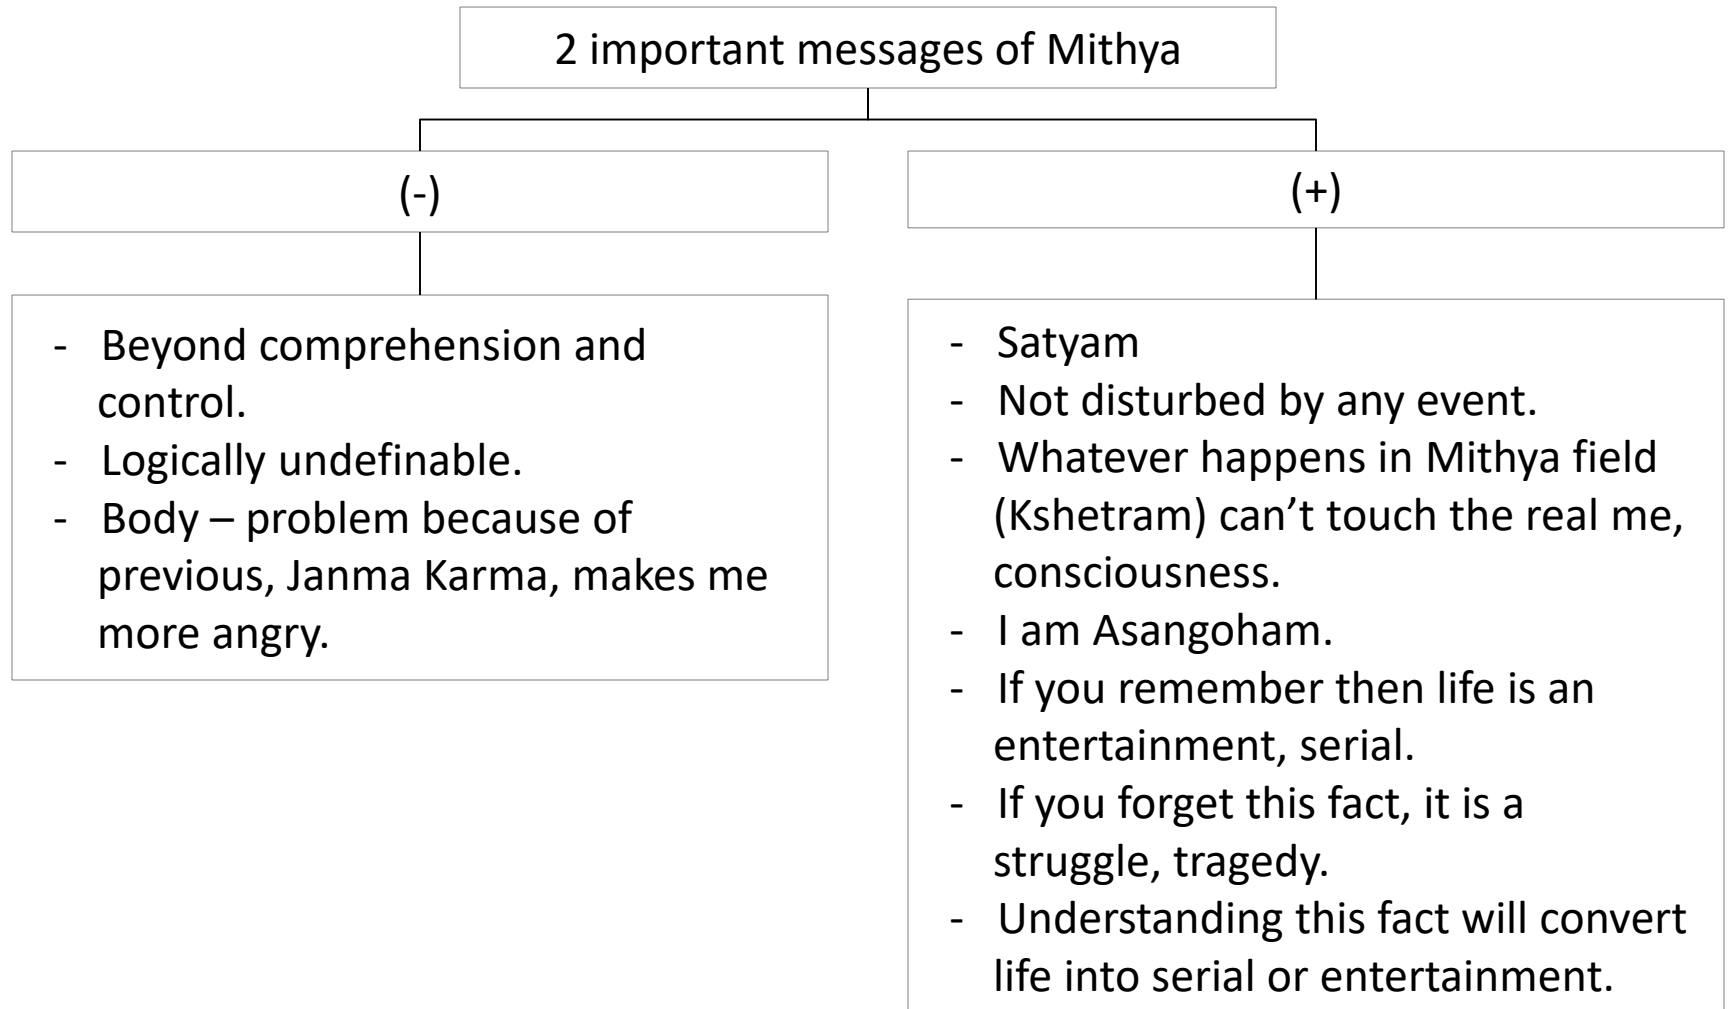 2 important messages of Mithya
(-)
(+)
- Beyond comprehension and
control.
- Logically undefinable.
- Body – problem because of
previous, Janma Karma, makes me
more angry.
- Satyam
- Not disturbed by any event.
- Whatever happens in Mithya field
(Kshetram) can’t touch the real me,
consciousness.
- I am Asangoham.
- If you remember then life is an
entertainment, serial.
- If you forget this fact, it is a
struggle, tragedy.
- Understanding this fact will convert
life into serial or entertainment.